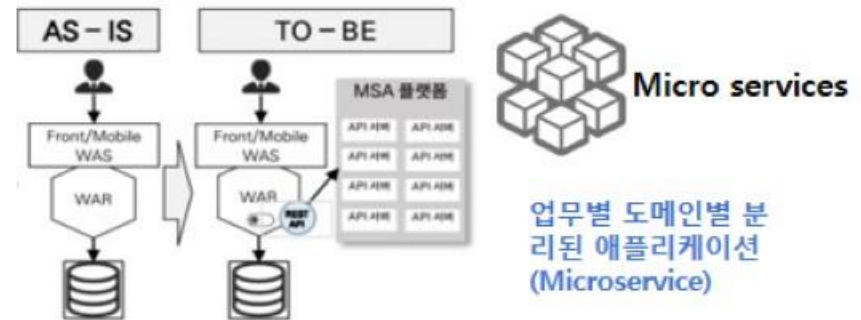 AS – IS
TO – BE
Front/Mobile
WAS
WAR
Front/Mobile
WAS
WAR
REST
API
MSA 플랫폼
API 서버 API 서버
API 서버 API 서버
API 서버 API 서버
API 서버 API 서버
Micro services
업무별 도메인별 분
리된 애플리케이션
(Microservice)